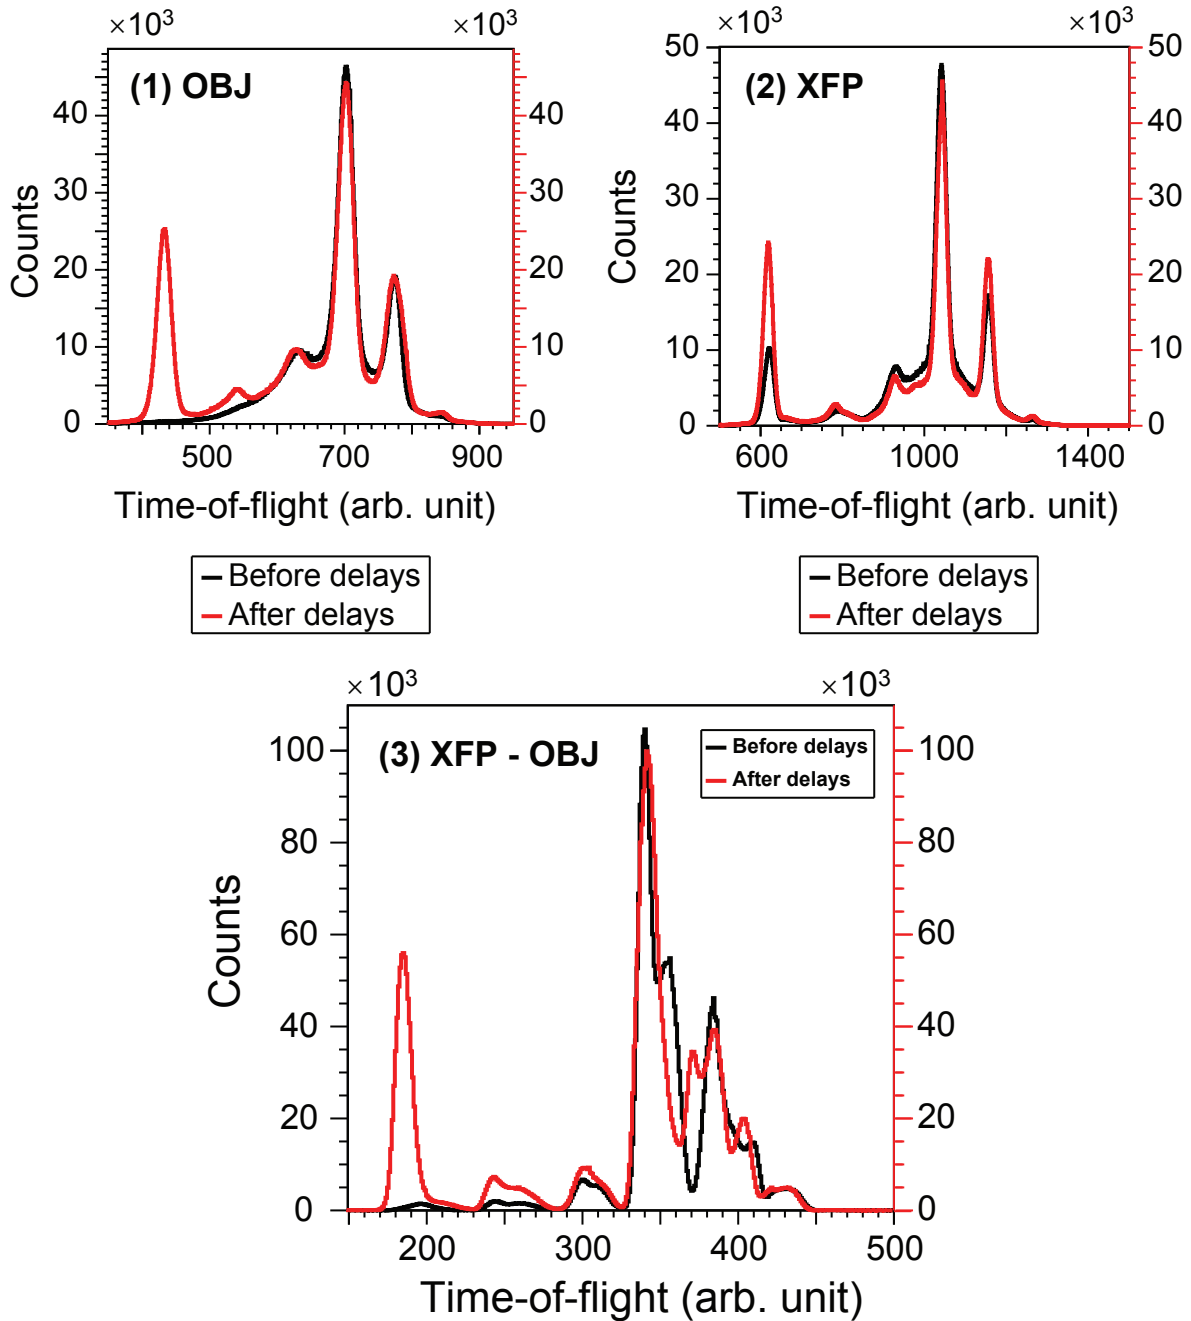 ×10³ ×10³
(1) OBJ
40 40
30 30
20 20
10 10
0 0
Counts
500 700 900
Time-of-flight (arb. unit)
Before delays
After delays
×10³ ×10³
(2) XFP
50 50
40 40
30 30
20 20
10 10
0 0
Counts
600 1000 1400
Time-of-flight (arb. unit)
Before delays
After delays
×10³ ×10³
(3) XFP - OBJ
Before delays
After delays
100 100
80 80
60 60
40 40
20 20
0 0
Counts
200 300 400 500
Time-of-flight (arb. unit)